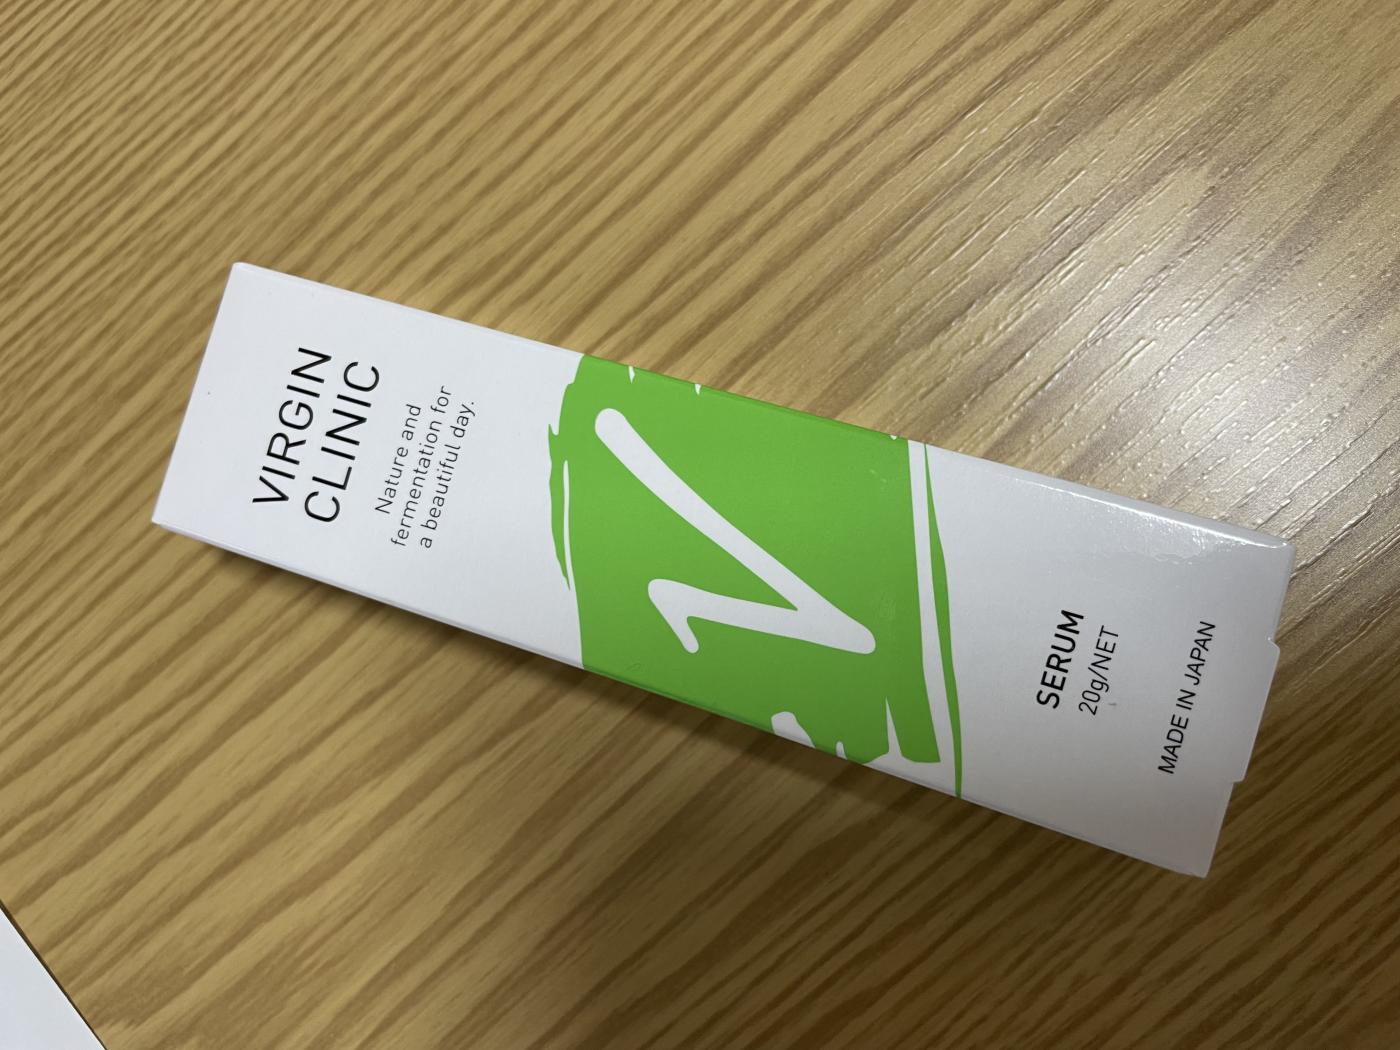 VIRGIN
CLINIC
Nature and
fermentation for
a beautiful day.
V
SERUM
20g/NET
MADE IN JAPAN